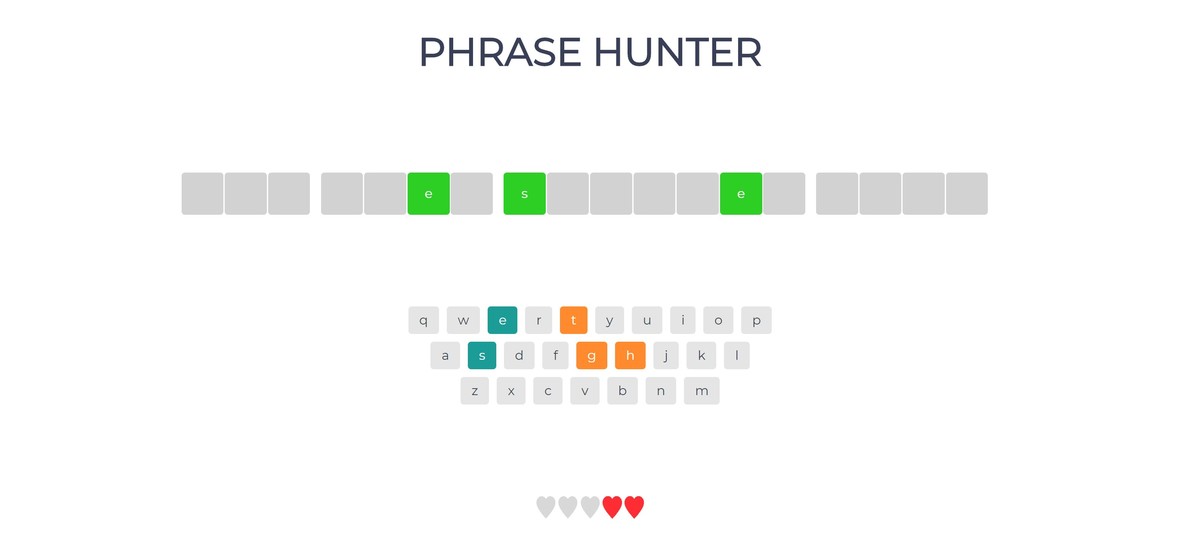 PHRASE HUNTER
e s e
q w e r t y u i o p
a s d f g h j k l
z x c v b n m